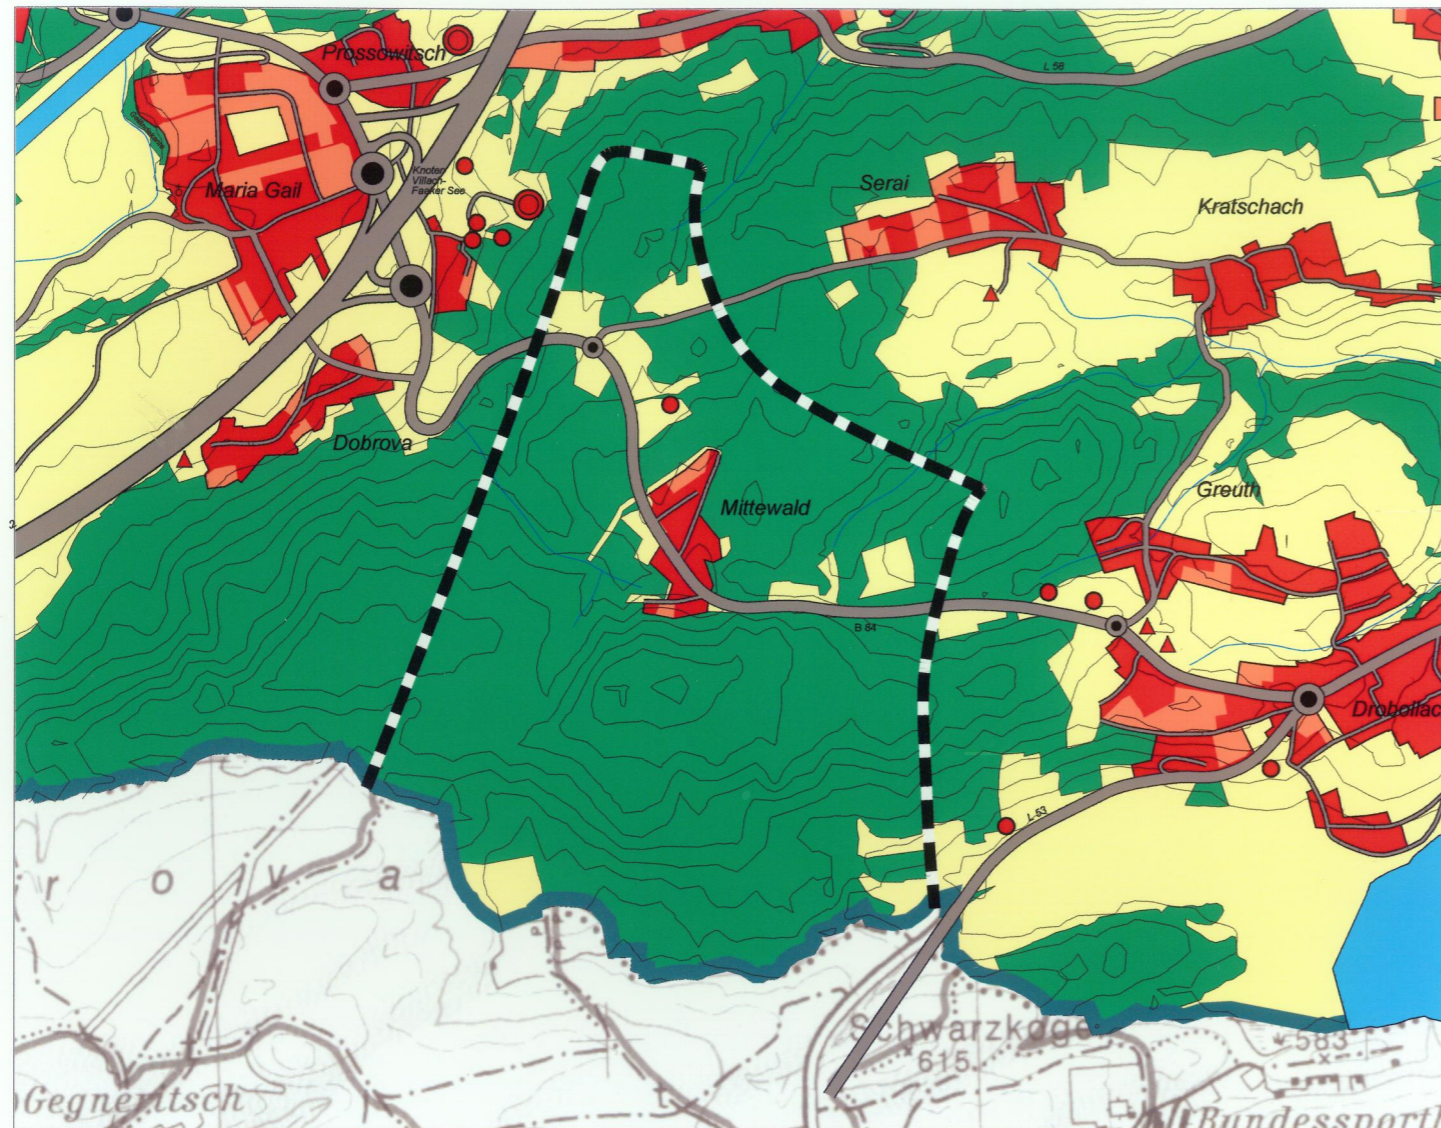 Prossowitsch
L 58
Knoten
Villach-
Faaker See
Maria Gail
Serai
Kratschach
Dobrova
Greuth
Mittewald
B 84
Drobollac
L 53
r o v a
Schwarzkogel
615
583
Gegneritsch
Bundessporth